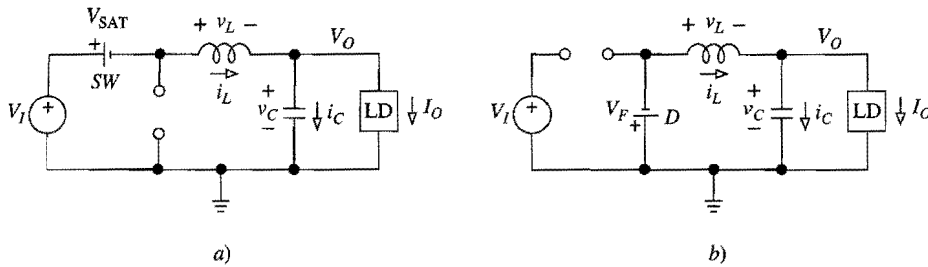 V_SAT
+
SW
+ v_L −
i_L
V_O
V_I
+
+
v_C
−
i_C
LD
I_O
a)
+ v_L −
i_L
V_O
V_I
+
V_F
+
D
+
v_C
−
i_C
LD
I_O
b)